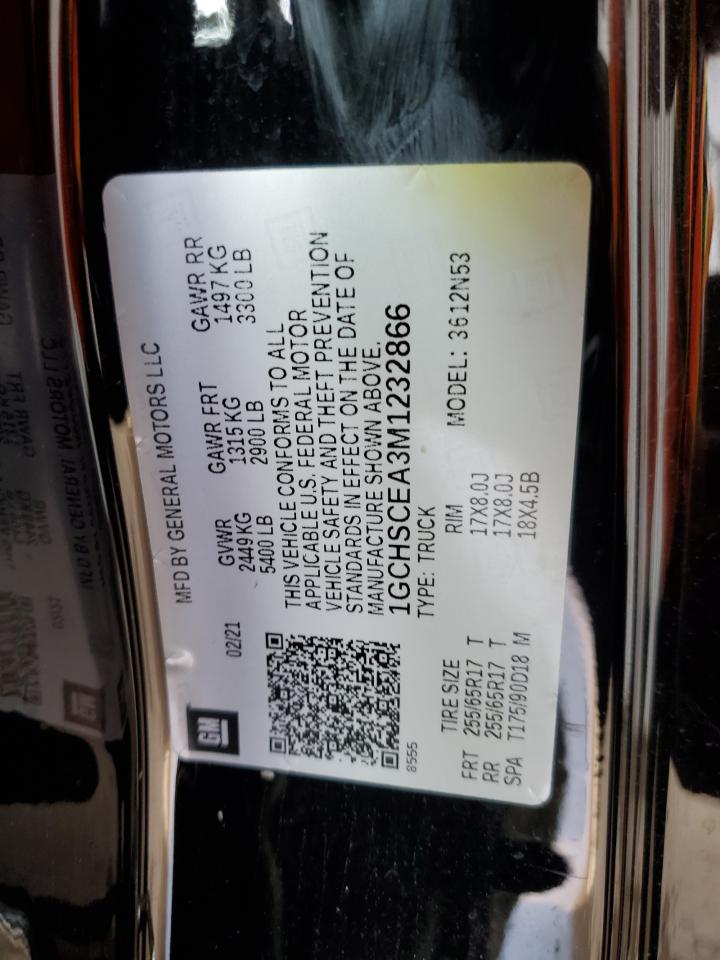 GM
MFD BY GENERAL MOTORS LLC
02/21
GVWR GAWR FRT GAWR RR
2449 KG 1315 KG 1497 KG
5400 LB 2900 LB 3300 LB
THIS VEHICLE CONFORMS TO ALL
APPLICABLE U.S. FEDERAL MOTOR
VEHICLE SAFETY AND THEFT PREVENTION
STANDARDS IN EFFECT ON THE DATE OF
MANUFACTURE SHOWN ABOVE.
1GCHSCEA3M1232866
8555
TYPE: TRUCK MODEL: 3612N53
TIRE SIZE RIM
FRT 255/65R17 T 17X8.0J
RR 255/65R17 T 17X8.0J
SPA T175/90D18 M 18X4.5B